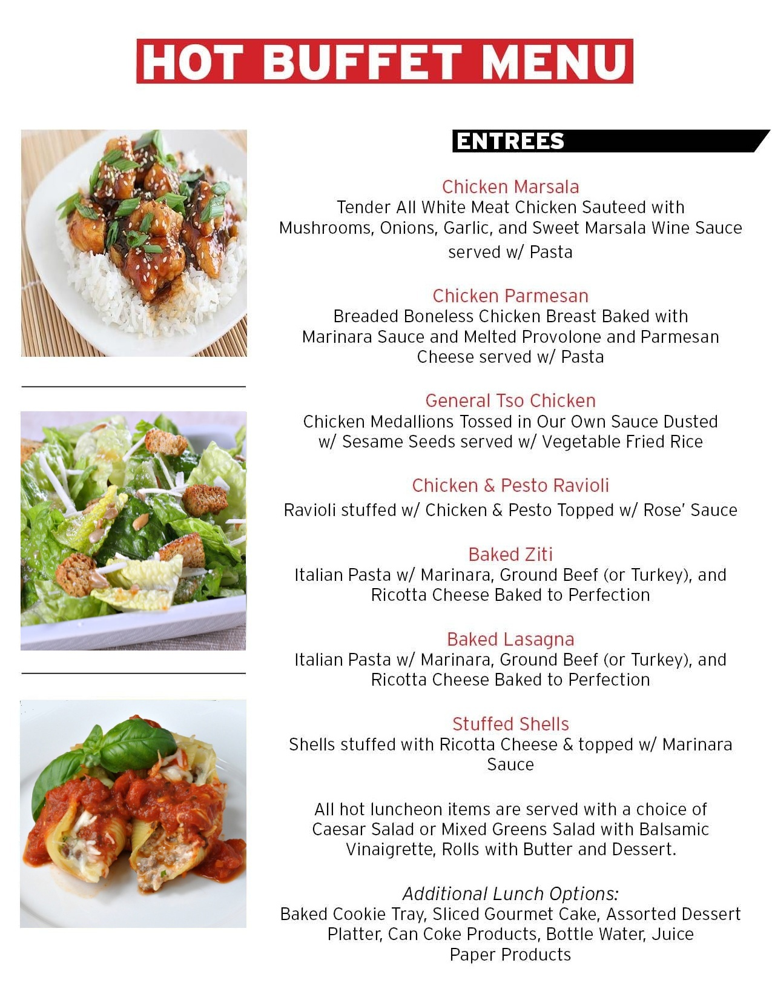 HOT BUFFET MENU
ENTREES
Chicken Marsala
Tender All White Meat Chicken Sauteed with
Mushrooms, Onions, Garlic, and Sweet Marsala Wine Sauce
served w/ Pasta
Chicken Parmesan
Breaded Boneless Chicken Breast Baked with
Marinara Sauce and Melted Provolone and Parmesan
Cheese served w/ Pasta
General Tso Chicken
Chicken Medallions Tossed in Our Own Sauce Dusted
w/ Sesame Seeds served w/ Vegetable Fried Rice
Chicken & Pesto Ravioli
Ravioli stuffed w/ Chicken & Pesto Topped w/ Rose’ Sauce
Baked Ziti
Italian Pasta w/ Marinara, Ground Beef (or Turkey), and
Ricotta Cheese Baked to Perfection
Baked Lasagna
Italian Pasta w/ Marinara, Ground Beef (or Turkey), and
Ricotta Cheese Baked to Perfection
Stuffed Shells
Shells stuffed with Ricotta Cheese & topped w/ Marinara
Sauce
All hot luncheon items are served with a choice of
Caesar Salad or Mixed Greens Salad with Balsamic
Vinaigrette, Rolls with Butter and Dessert.
Additional Lunch Options:
Baked Cookie Tray, Sliced Gourmet Cake, Assorted Dessert
Platter, Can Coke Products, Bottle Water, Juice
Paper Products